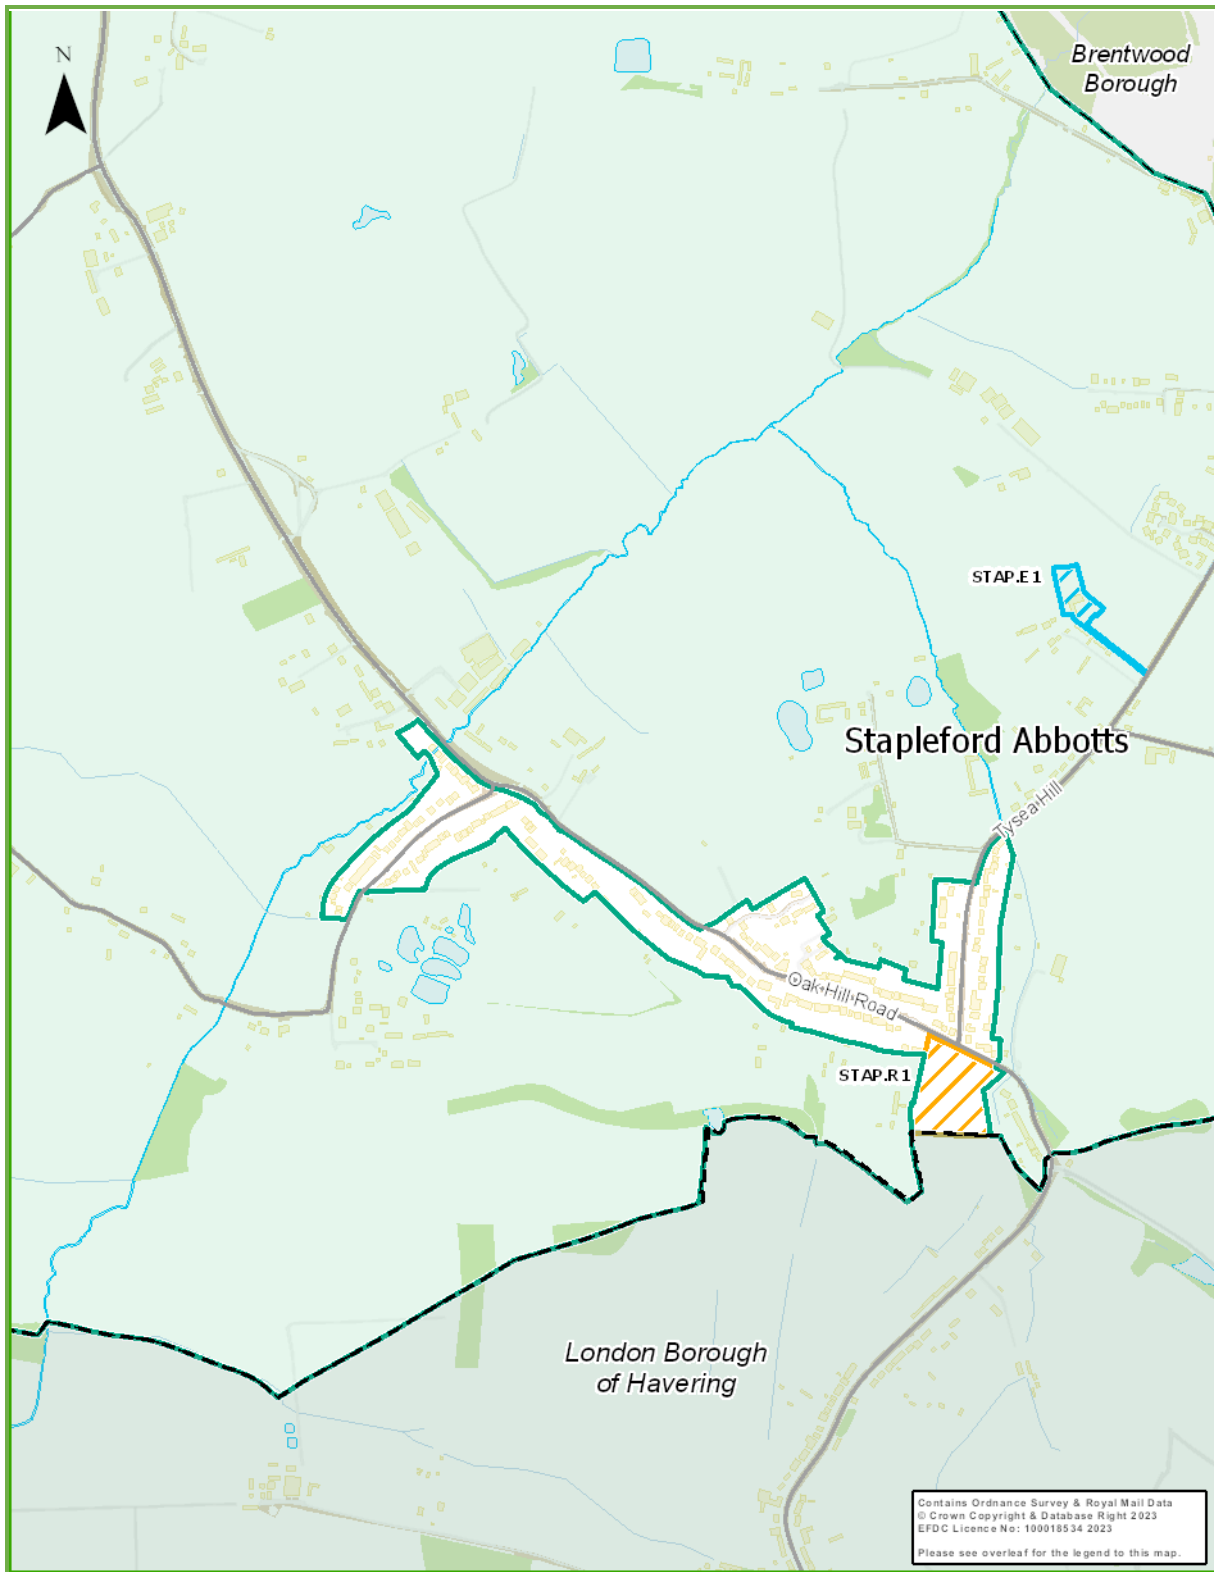 N
Brentwood
Borough
STAP.E1
Stapleford Abbotts
Tysea Hill
Oak Hill Road
STAP.R1
London Borough
of Havering
Contains Ordnance Survey & Royal Mail Data
© Crown Copyright & Database Right 2023
EFDC Licence No: 100018534 2023
Please see overleaf for the legend to this map.